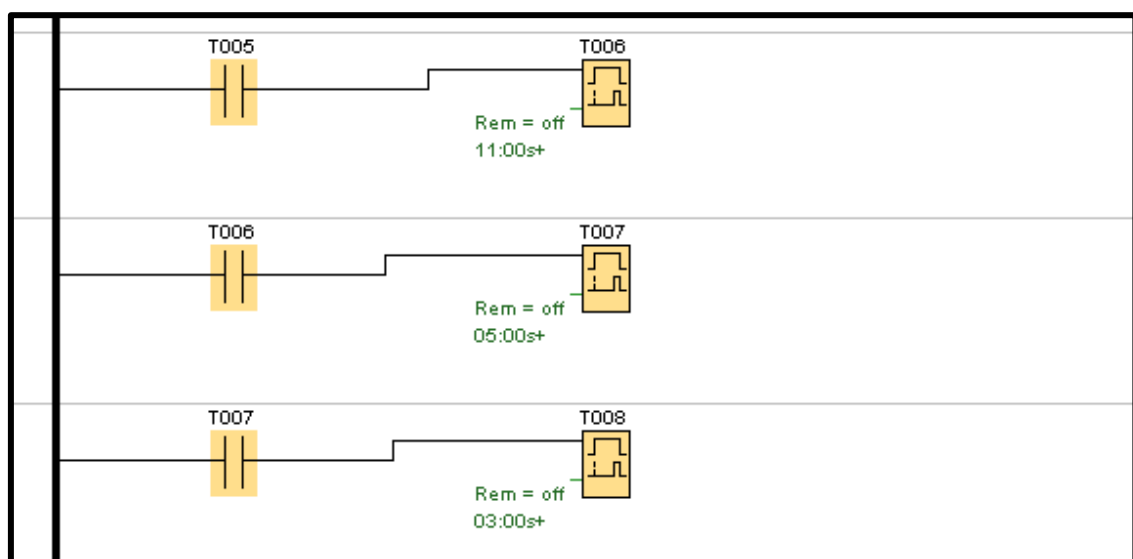 T005 T006
Rem = off
11:00s+
T006 T007
Rem = off
05:00s+
T007 T008
Rem = off
03:00s+